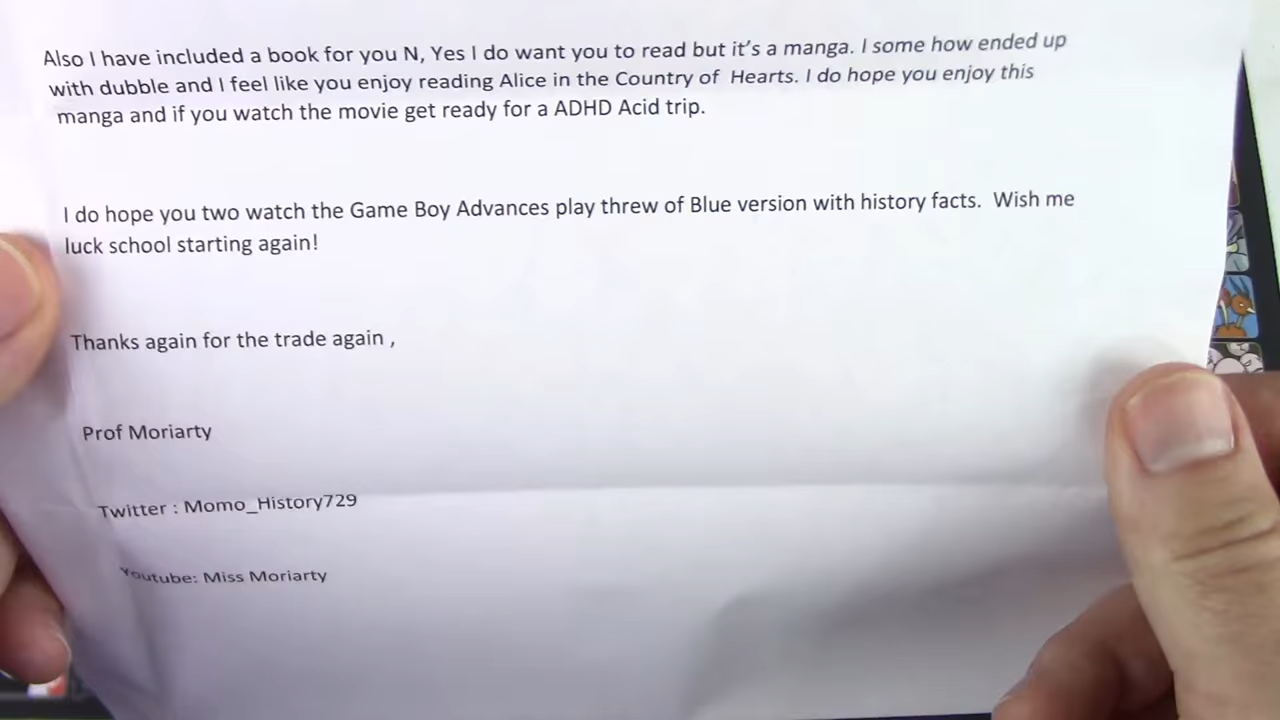 Also I have included a book for you N, Yes I do want you to read but it's a manga. I some how ended up
with dubble and I feel like you enjoy reading Alice in the Country of Hearts. I do hope you enjoy this
manga and if you watch the movie get ready for a ADHD Acid trip.
I do hope you two watch the Game Boy Advances play threw of Blue version with history facts. Wish me
luck school starting again!
Thanks again for the trade again ,
Prof Moriarty
Twitter : Momo_History729
Youtube: Miss Moriarty